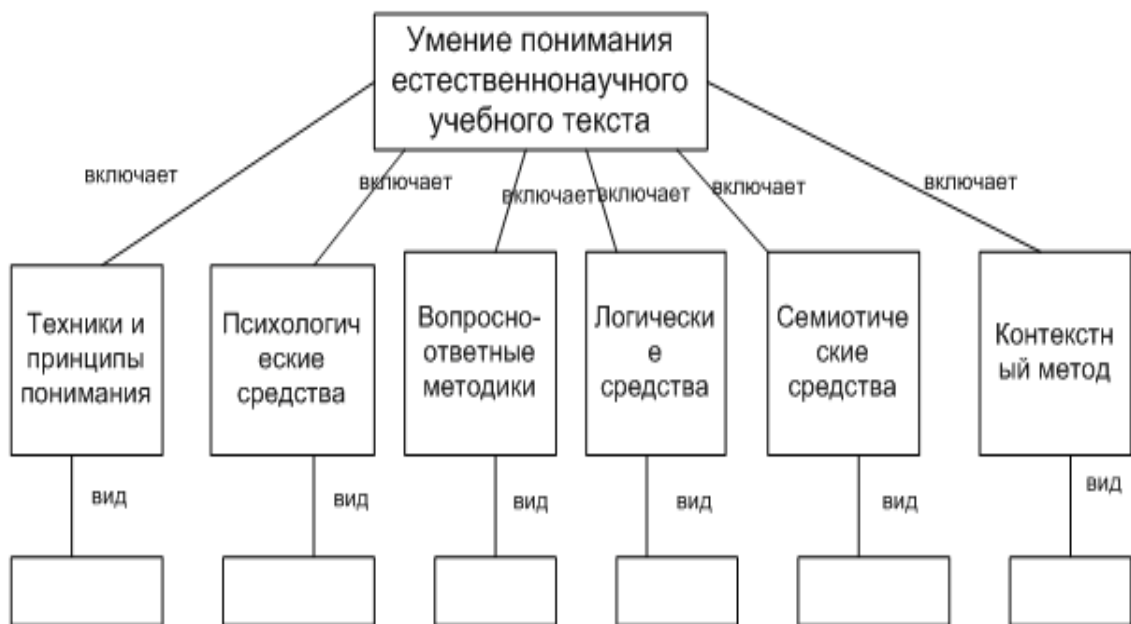 Умение понимания
естественнонаучного
учебного текста
включает
включает
включает
включает
включает
включает
Техники и
принципы
понимания
Психологич
еские
средства
Вопросно-
ответные
методики
Логически
е
средства
Семиотиче
ские
средства
Контекстн
ый метод
вид
вид
вид
вид
вид
вид